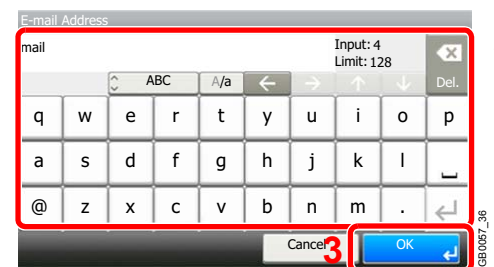 E-mail Address
mail
Input: 4
Limit: 128
ABC A/a ← → ↑ ↓ Del.
q w e r t y u i o p
a s d f g h j k l
@ z x c v b n m .
Cancel 3 OK
GB0057_36